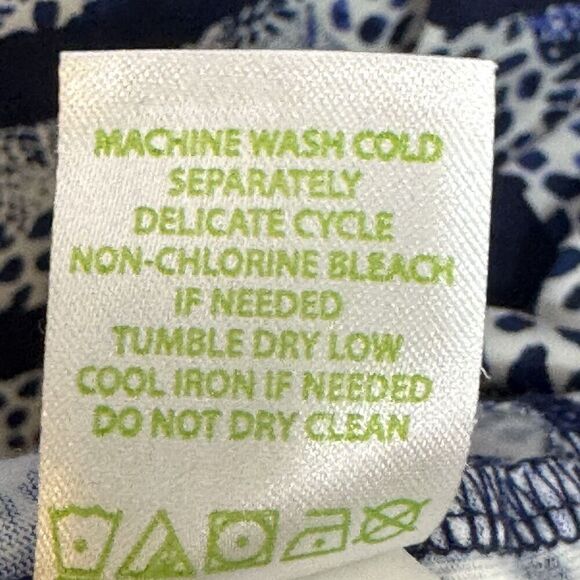 MACHINE WASH COLD
SEPARATELY
DELICATE CYCLE
NON-CHLORINE BLEACH
IF NEEDED
TUMBLE DRY LOW
COOL IRON IF NEEDED
DO NOT DRY CLEAN